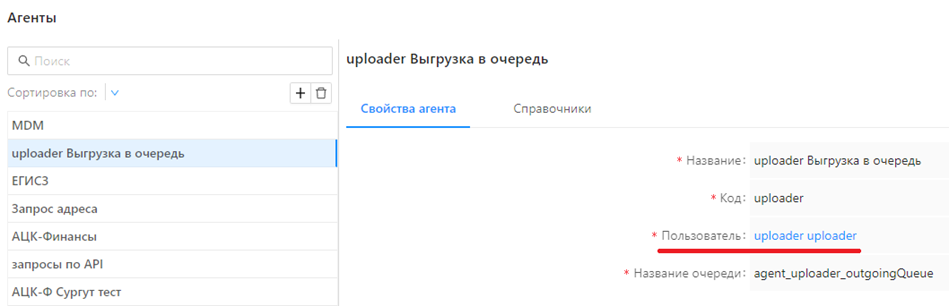 Агенты
Поиск
Сортировка по:
MDM
uploader Выгрузка в очередь
ЕГИСЗ
Запрос адреса
АЦК-Финансы
запросы по API
АЦК-Ф Сургут тест
uploader Выгрузка в очередь
Свойства агента Справочники
* Название: uploader Выгрузка в очередь
* Код: uploader
* Пользователь: uploader uploader
* Название очереди: agent_uploader_outgoingQueue